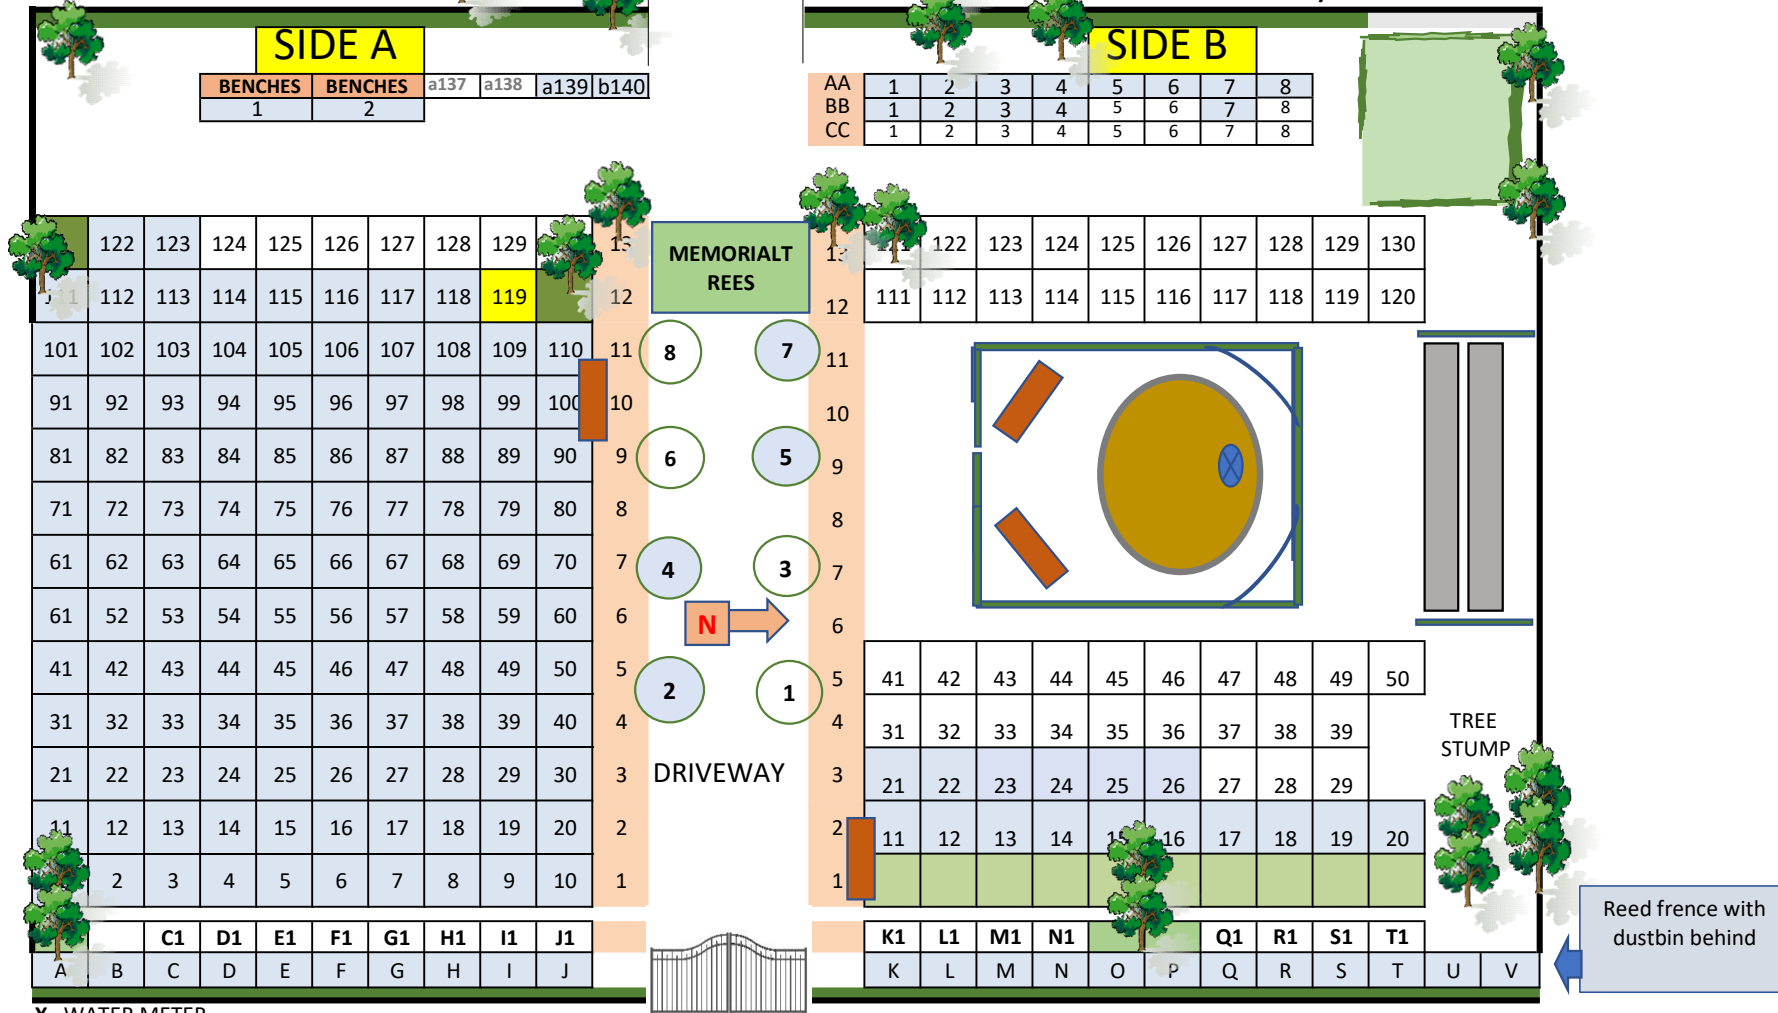 SIDE A
SIDE B
BENCHES BENCHES a137 a138 a139 b140
1 2
AA 1 2 3 4 5 6 7 8
BB 1 2 3 4 5 6 7 8
CC 1 2 3 4 5 6 7 8
122 123 124 125 126 127 128 129 13 MEMORIALT 13 122 123 124 125 126 127 128 129 130
REES
112 113 114 115 116 117 118 119 12 12 111 112 113 114 115 116 117 118 119 120
101 102 103 104 105 106 107 108 109 110 11 8 7 11
91 92 93 94 95 96 97 98 99 100 10 10
81 82 83 84 85 86 87 88 89 90 9 6 5 9
71 72 73 74 75 76 77 78 79 80 8 8
61 62 63 64 65 66 67 68 69 70 7 4 3 7
61 52 53 54 55 56 57 58 59 60 6 N 6
41 42 43 44 45 46 47 48 49 50 5 2 1 5 41 42 43 44 45 46 47 48 49 50
31 32 33 34 35 36 37 38 39 40 4 4 31 32 33 34 35 36 37 38 39
TREE
STUMP
21 22 23 24 25 26 27 28 29 30 3 DRIVEWAY 3 21 22 23 24 25 26 27 28 29
11 12 13 14 15 16 17 18 19 20 2 2 11 12 13 14 15 16 17 18 19 20
2 3 4 5 6 7 8 9 10 1 1
Reed frence with
dustbin behind
C1 D1 E1 F1 G1 H1 I1 J1 K1 L1 M1 N1 Q1 R1 S1 T1
A B C D E F G H I J K L M N O P Q R S T U V
X WATER METER